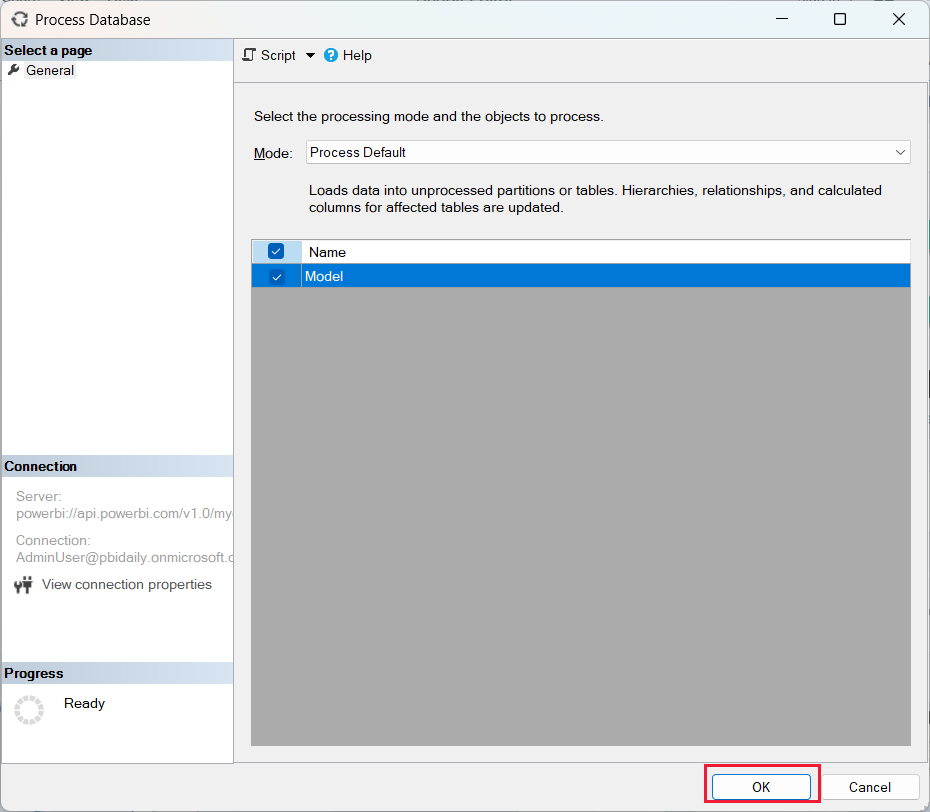 Process Database
Select a page
General
Script
Help
Select the processing mode and the objects to process.
Mode:
Process Default
Loads data into unprocessed partitions or tables. Hierarchies, relationships, and calculated
columns for affected tables are updated.
Name
Model
Connection
Server:
powerbi://api.powerbi.com/v1.0/my
Connection:
AdminUser@pbidaily.onmicrosoft.c
View connection properties
Progress
Ready
OK
Cancel